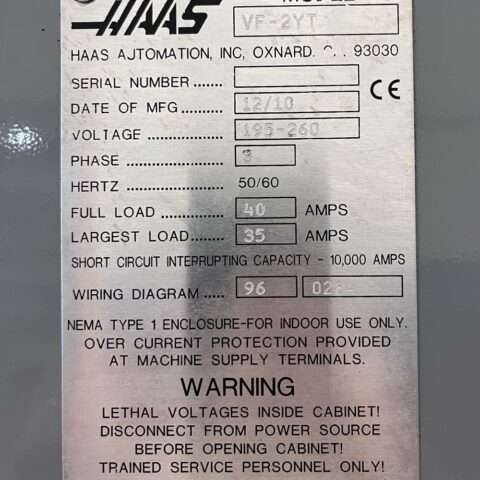 HAAS
VF-2YT
HAAS AUTOMATION, INC, OXNARD. 93030
SERIAL NUMBER .......
CE
DATE OF MFG .......... 12/10
VOLTAGE .............. 195-260
PHASE .................. 3
HERTZ ..................... 50/60
FULL LOAD ............. 40 AMPS
LARGEST LOAD...... 35 AMPS
SHORT CIRCUIT INTERRUPTING CAPACITY - 10,000 AMPS
WIRING DIAGRAM ..... 96
NEMA TYPE 1 ENCLOSURE-FOR INDOOR USE ONLY.
OVER CURRENT PROTECTION PROVIDED
AT MACHINE SUPPLY TERMINALS.
WARNING
LETHAL VOLTAGES INSIDE CABINET!
DISCONNECT FROM POWER SOURCE
BEFORE OPENING CABINET!
TRAINED SERVICE PERSONNEL ONLY!